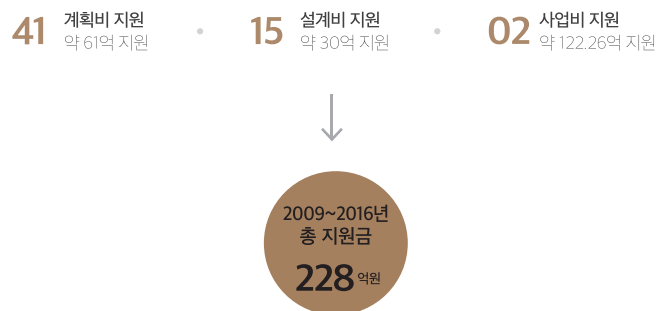 41 계획비 지원
약 61억 지원
15 설계비 지원
약 30억 지원
02 사업비 지원
약 122.26억 지원
2009~2016년
총 지원금
228 억원